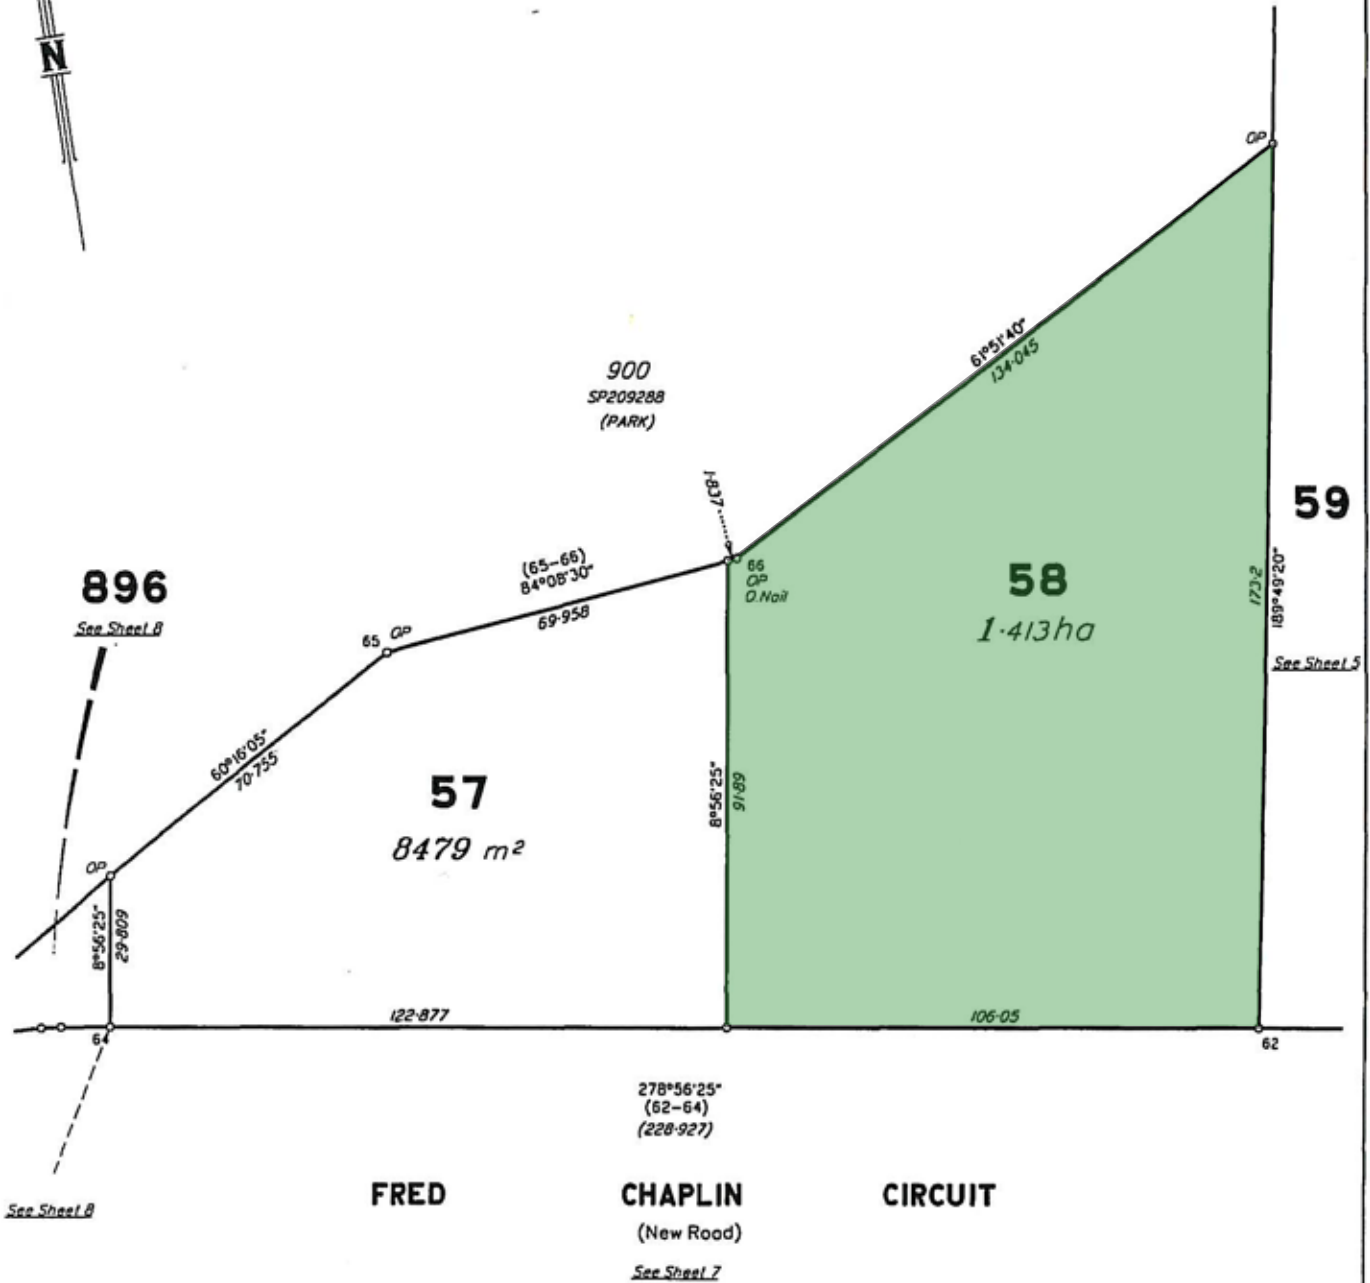 N
OP
61°51'40"
134·045
900
SP209288
(PARK)
1·837
59
(65-66)
84°08'30"
69·958
66
OP
O.Nail
58
1·413ha
173·2
189°49'20"
896
See Sheet 8
65 OP
See Sheet 5
60°16'05"
70·755
57
8479 m²
8°56'25"
91·89
OP
8°56'25"
29·809
122·877
106·05
64
62
278°56'25"
(62-64)
(228·927)
FRED CHAPLIN CIRCUIT
(New Road)
See Sheet 8
See Sheet 7